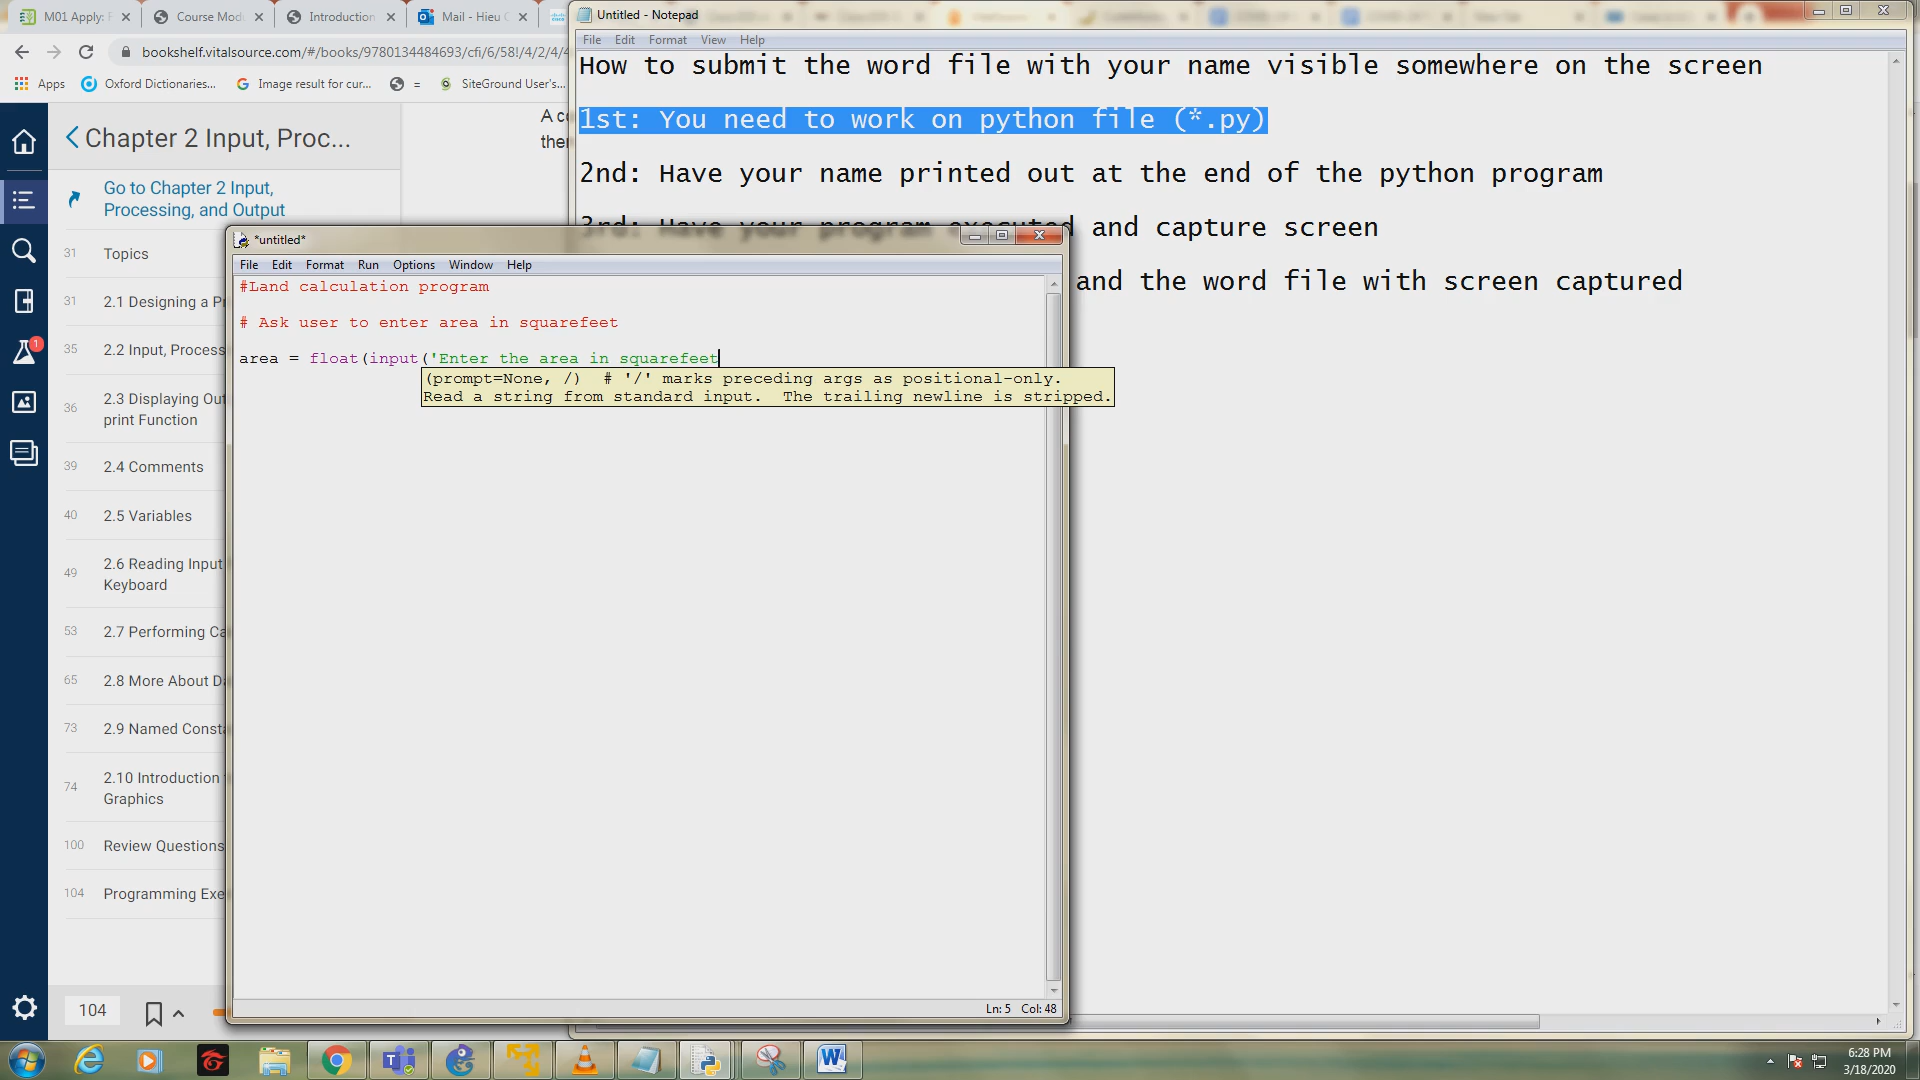 M01 Apply: F
Course Mod
Introduction
Mail - Hieu
Untitled - Notepad
bookshelf.vitalsource.com/#/books/9780134484693/cfi/6/58!/4/2/4/4
Apps
Oxford Dictionaries...
Image result for cur...
=
SiteGround User's...
File Edit Format View Help
How to submit the word file with your name visible somewhere on the screen
1st: You need to work on python file (*.py)
2nd: Have your name printed out at the end of the python program
3rd: Have your program executed and capture screen
and the word file with screen captured
Chapter 2 Input, Proc...
Go to Chapter 2 Input,
Processing, and Output
31 Topics
31 2.1 Designing a Pr
35 2.2 Input, Process
36 2.3 Displaying Out
print Function
39 2.4 Comments
40 2.5 Variables
49 2.6 Reading Input
Keyboard
53 2.7 Performing Ca
65 2.8 More About Da
73 2.9 Named Consta
74 2.10 Introduction
Graphics
100 Review Questions
104 Programming Exe
104
1
*untitled*
File Edit Format Run Options Window Help
#Land calculation program
# Ask user to enter area in squarefeet
area = float(input('Enter the area in squarefeet
(prompt=None, /) # '/' marks preceding args as positional-only.
Read a string from standard input. The trailing newline is stripped.
Ln: 5 Col: 48
6:28 PM
3/18/2020